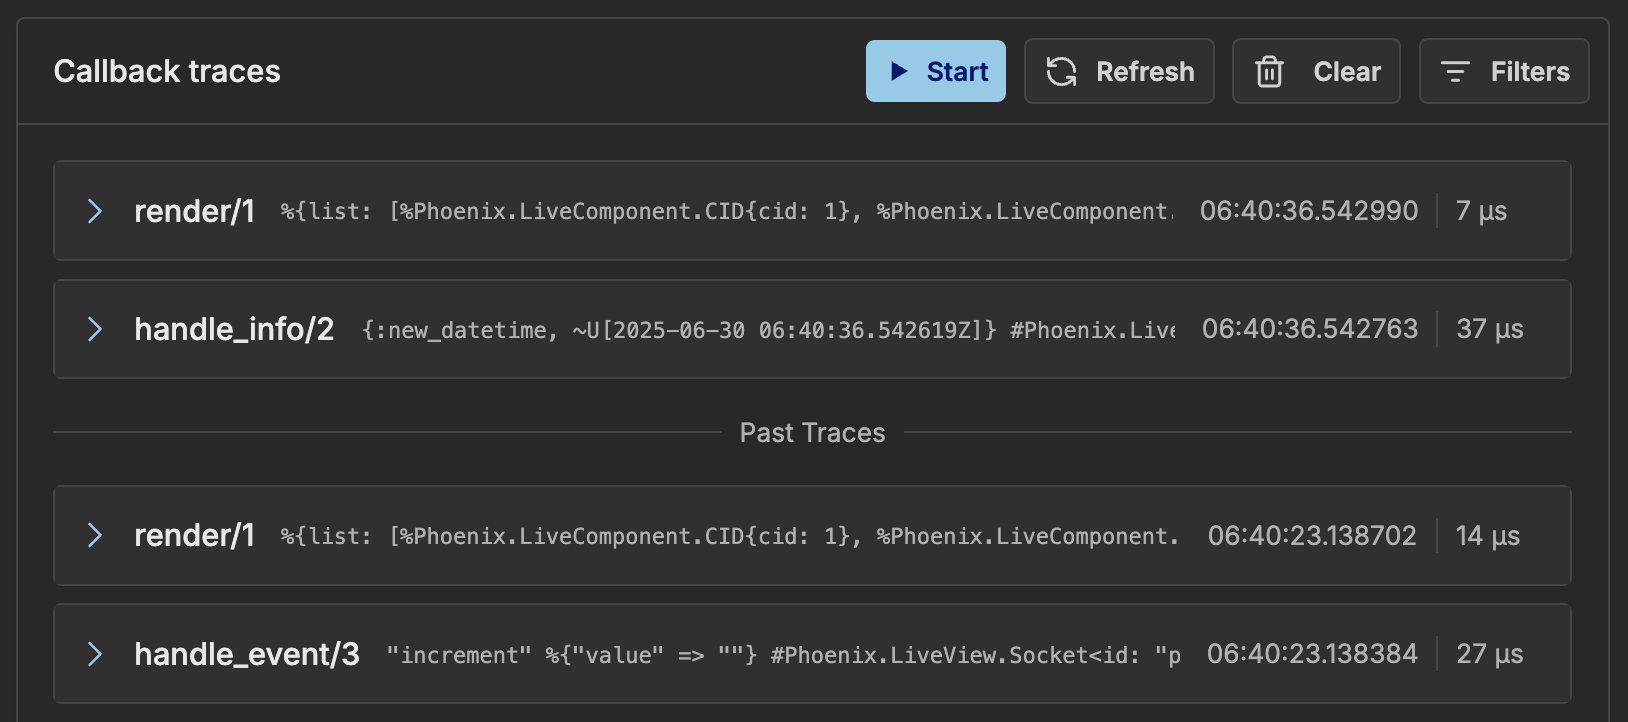 Callback traces
Start
Refresh
Clear
Filters
render/1 %{list: [%Phoenix.LiveComponent.CID{cid: 1}, %Phoenix.LiveComponent. 06:40:36.542990 7 µs
handle_info/2 {:new_datetime, ~U[2025-06-30 06:40:36.542619Z]} #Phoenix.Live 06:40:36.542763 37 µs
Past Traces
render/1 %{list: [%Phoenix.LiveComponent.CID{cid: 1}, %Phoenix.LiveComponent. 06:40:23.138702 14 µs
handle_event/3 "increment" %{"value" => ""} #Phoenix.LiveView.Socket<id: "p 06:40:23.138384 27 µs